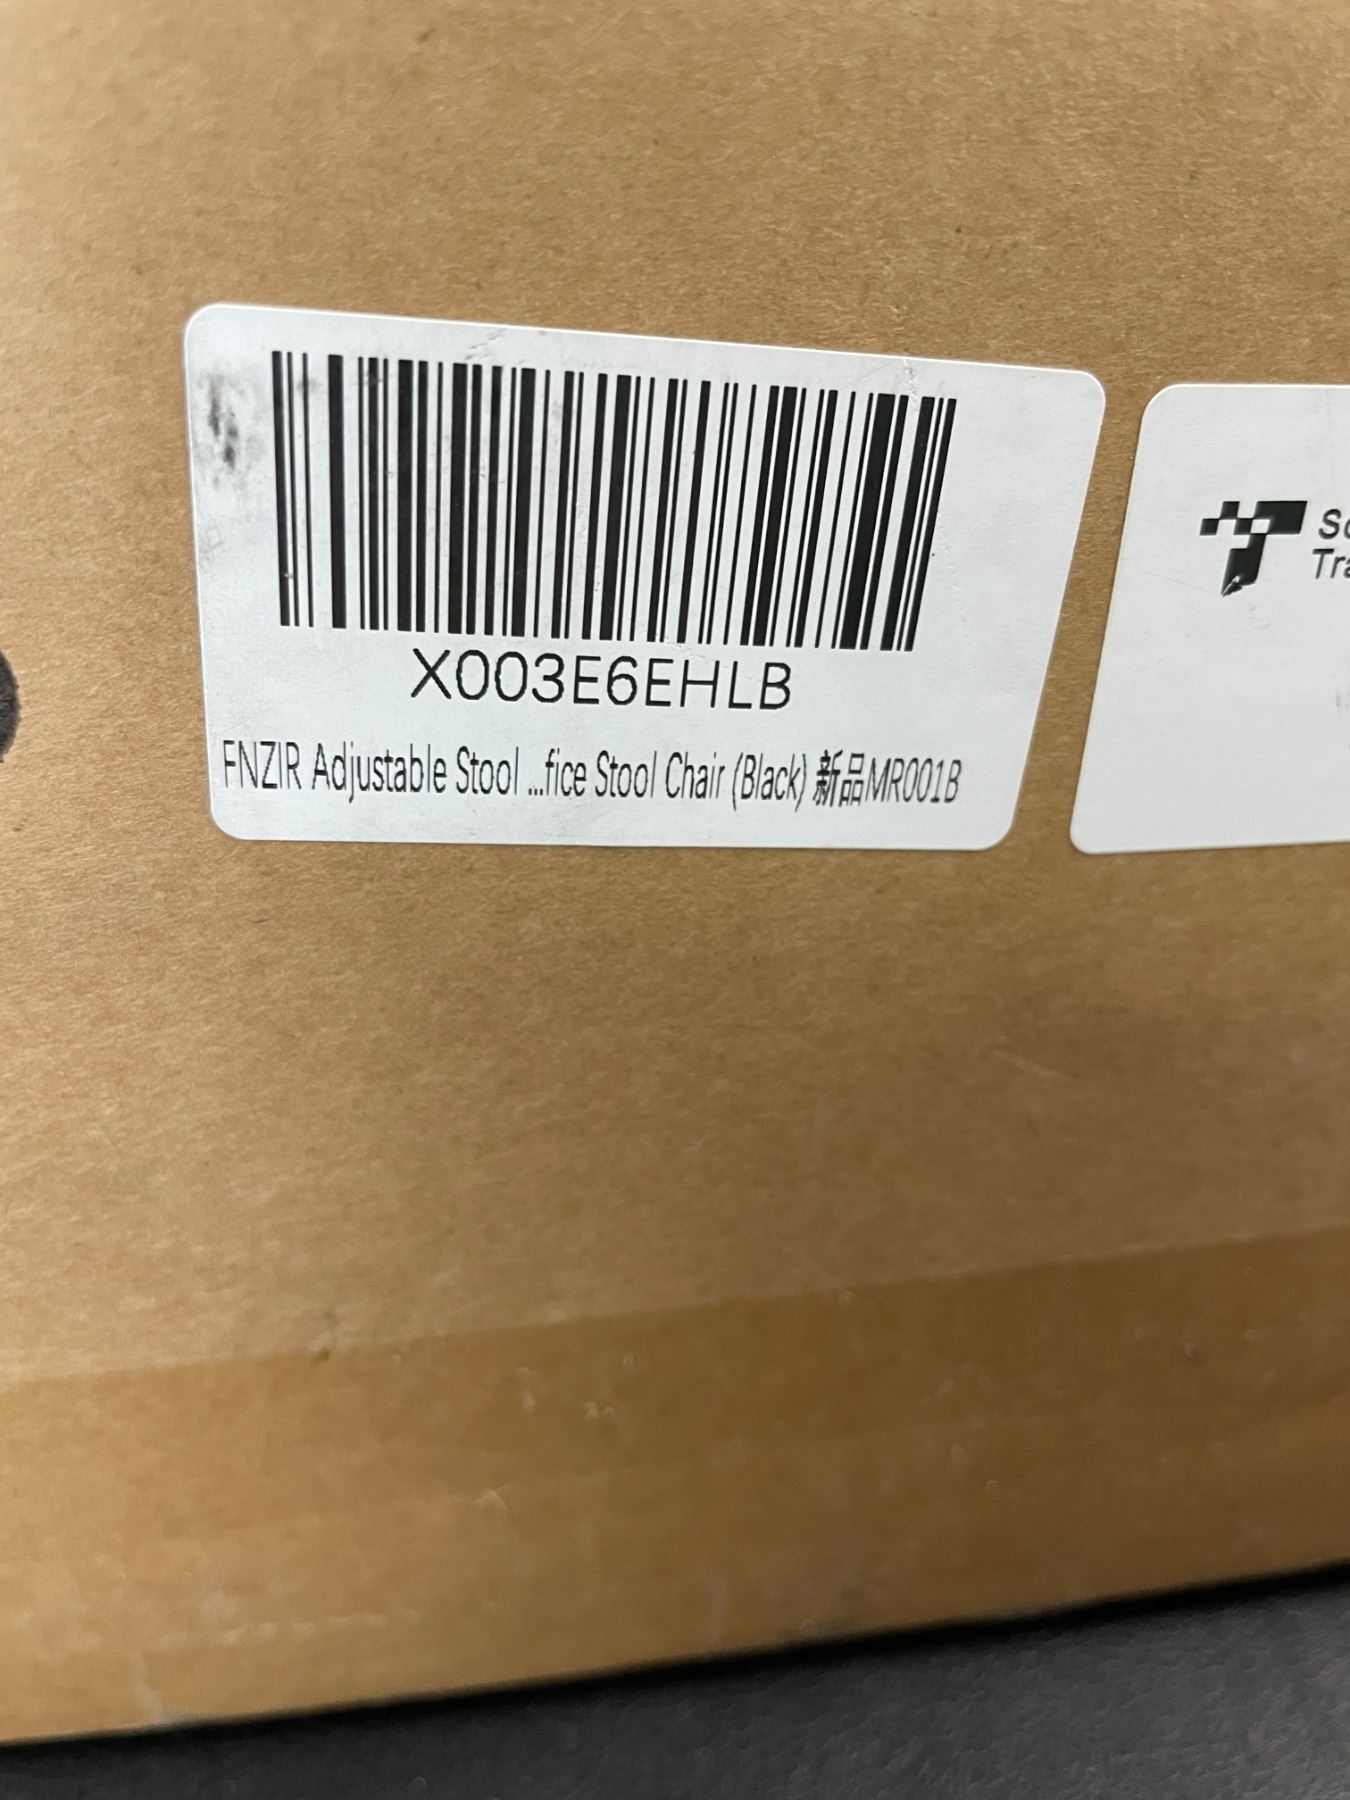 X003E6EHLB
FNZIR Adjustable Stool ...fice Stool Chair (Black) 新品MR001B